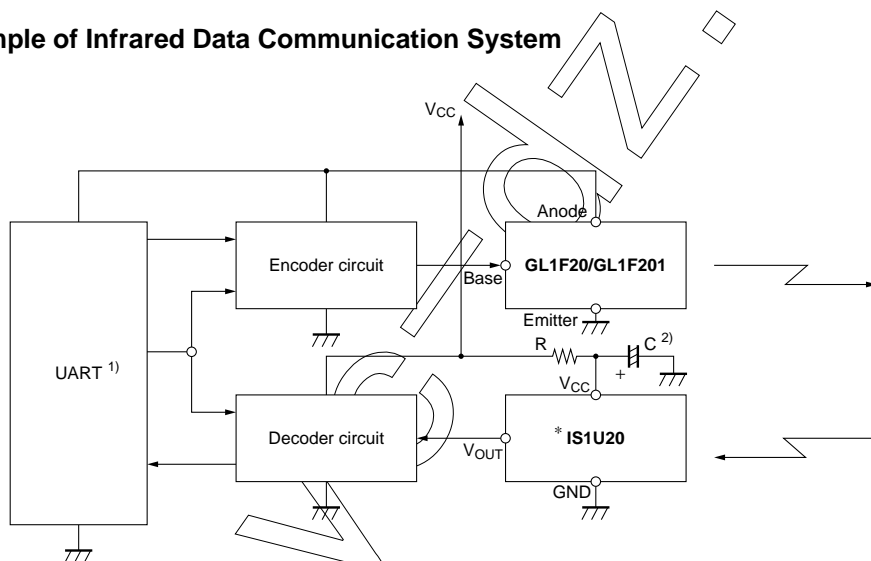 mple of Infrared Data Communication System
VCC
Anode
Encoder circuit
GL1F20/GL1F201
Base
Emitter
UART 1)
R
C 2)
+
VCC
Decoder circuit
* IS1U20
VOUT
GND